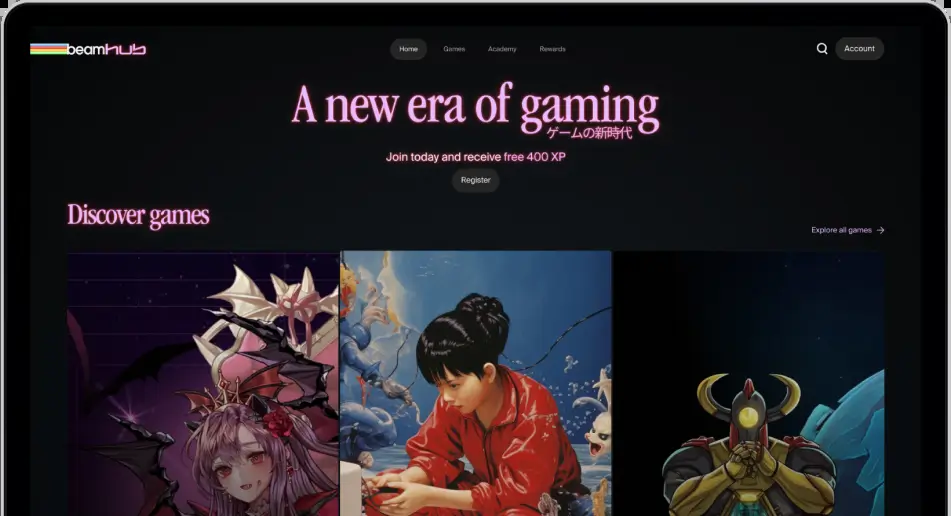 beamhub
Home
Games
Academy
Rewards
Account
A new era of gaming
ゲームの新時代
Join today and receive free 400 XP
Register
Discover games
Explore all games